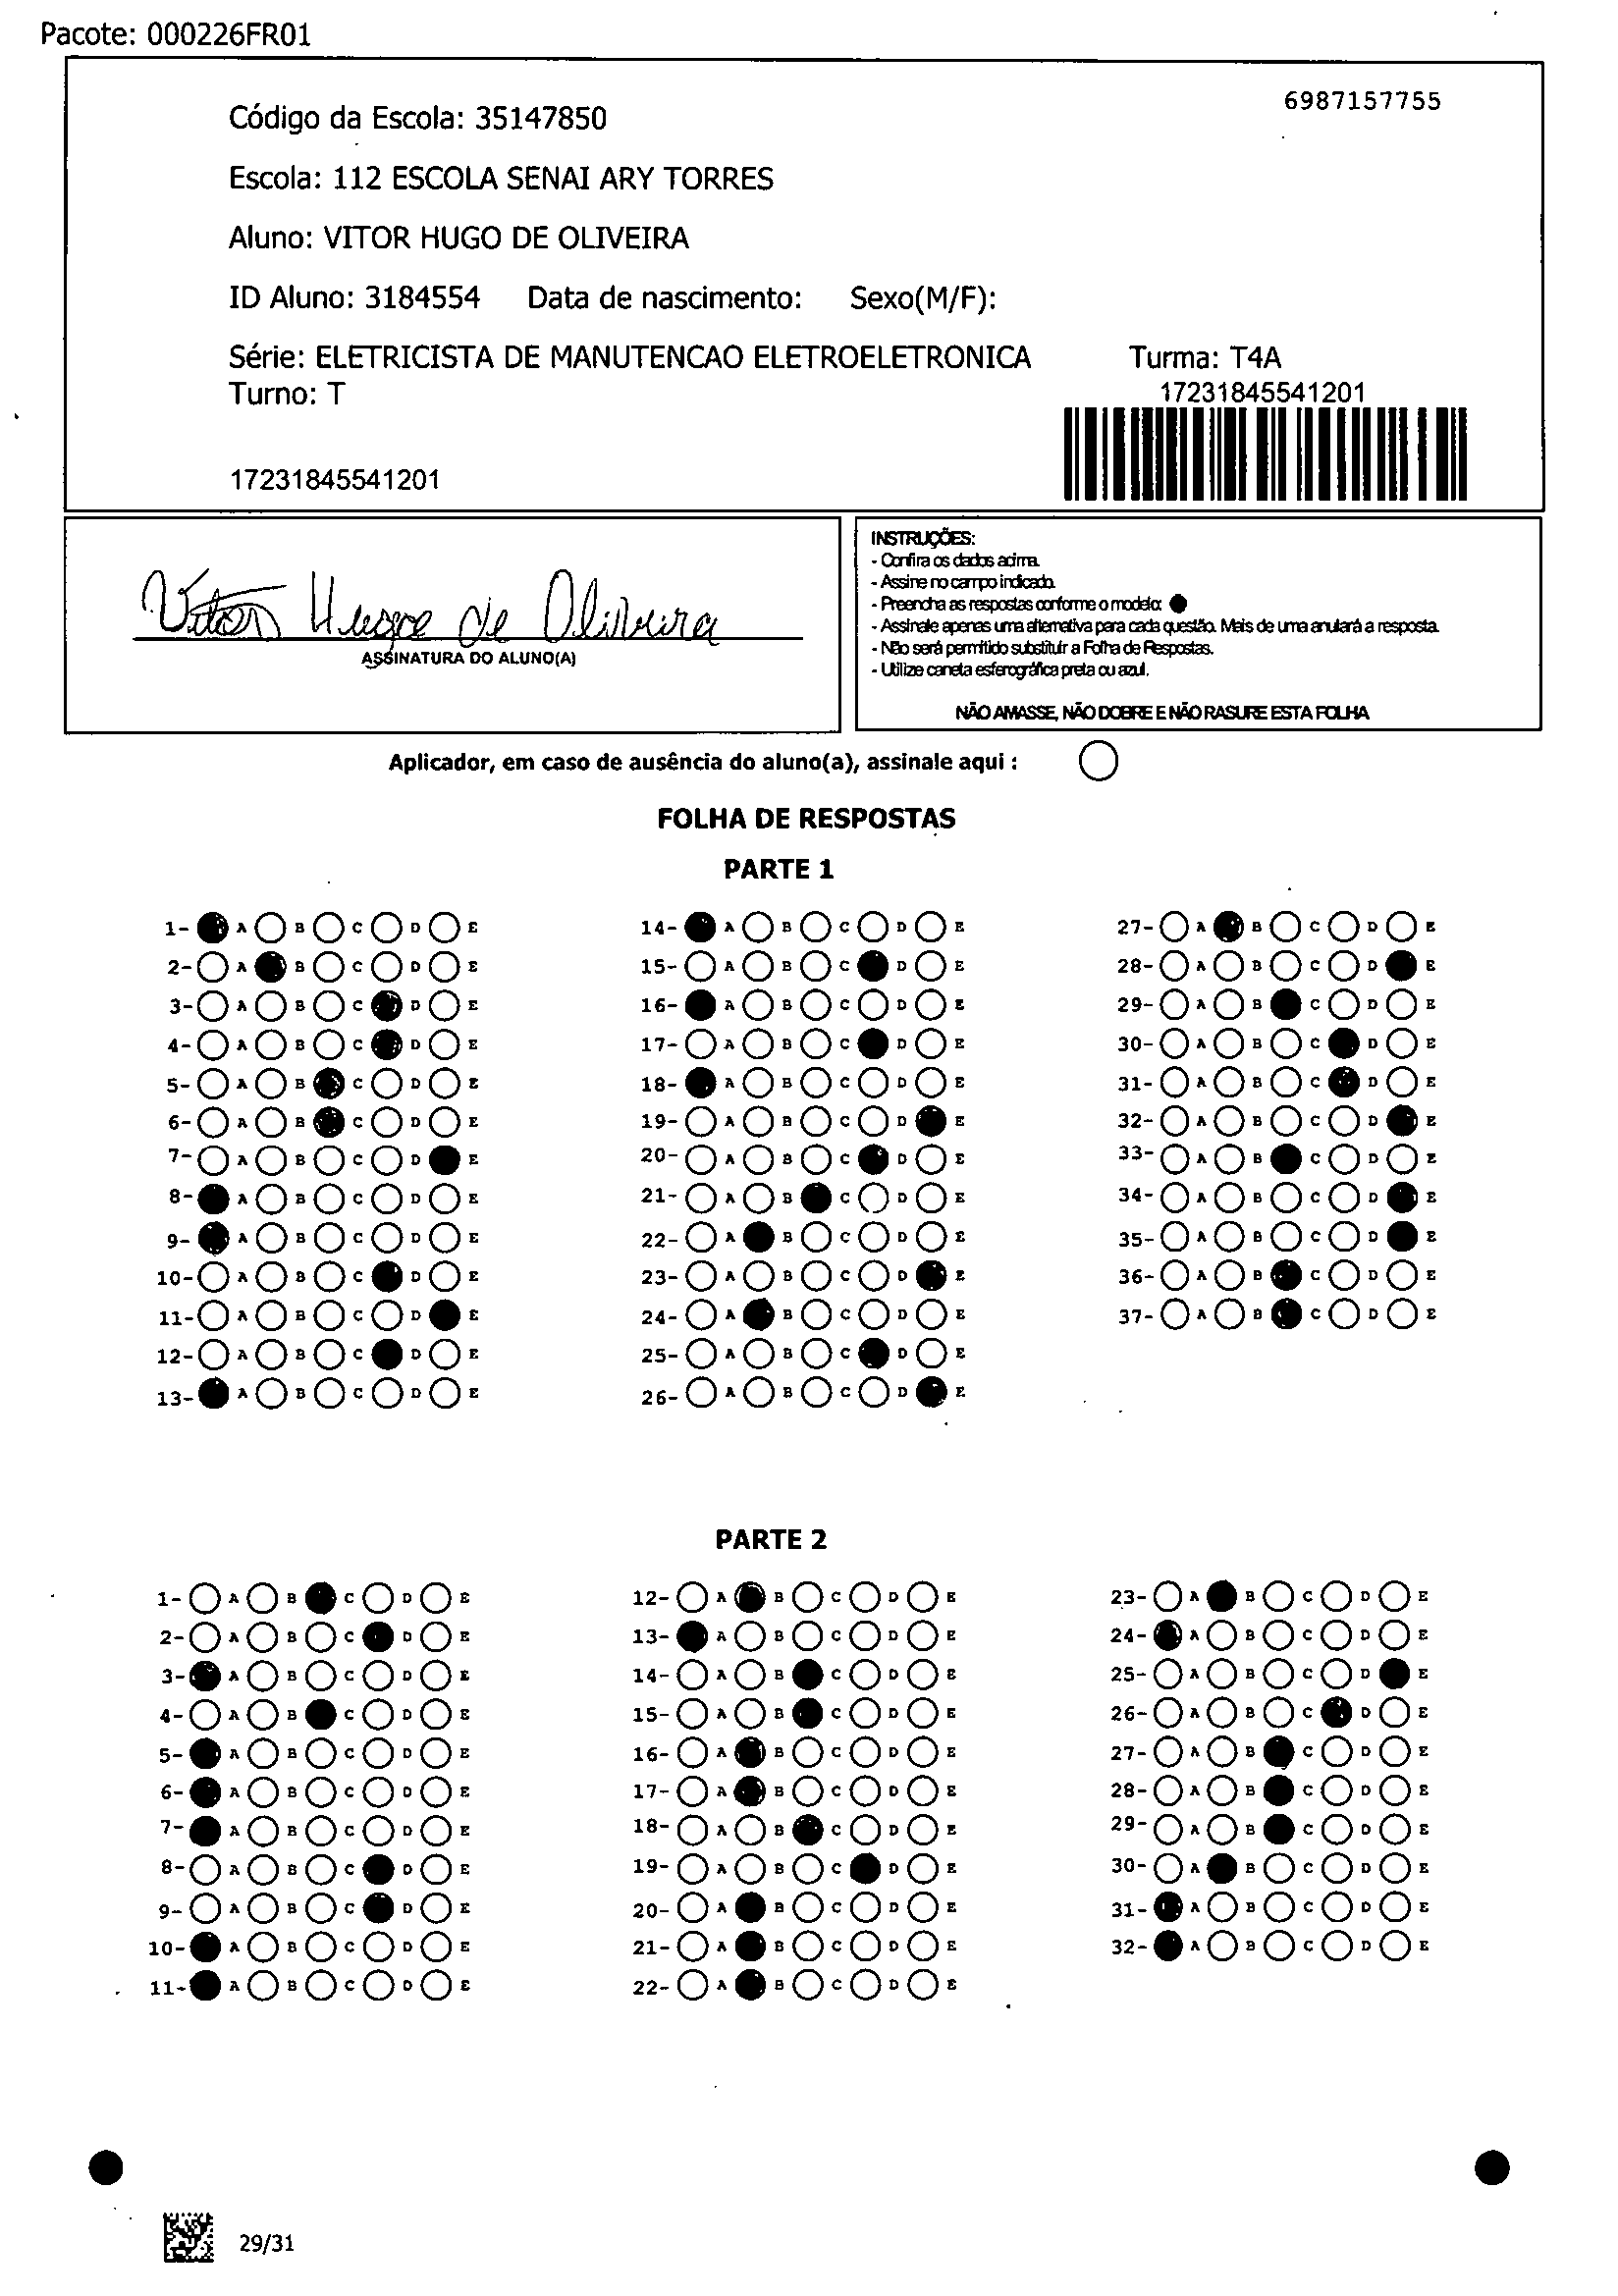 Pacote: 000226FR01
6987157755
Código da Escola: 35147850
Escola: 112 ESCOLA SENAI ARY TORRES
Aluno: VITOR HUGO DE OLIVEIRA
ID Aluno: 3184554 Data de nascimento: Sexo(M/F):
Série: ELETRICISTA DE MANUTENCAO ELETROELETRONICA Turma: T4A
Turno: T
17231845541201
17231845541201
Vitor Hugo de Oliveira
ASSINATURA DO ALUNO(A)
INSTRUÇÕES:
- Confira os dados acima.
- Assine no campo indicado.
- Preencha as respostas conforme o modelo:
- Assinale apenas uma alternativa para cada questão. Mais de uma anulará a resposta.
- Não será permitido substituir a Folha de Respostas.
- Utilize caneta esferográfica preta ou azul.
NÃO AMASSE, NÃO DOBRE E NÃO RASURE ESTA FOLHA
Aplicador, em caso de ausência do aluno(a), assinale aqui :
FOLHA DE RESPOSTAS
PARTE 1
1- A B C D E 14- A B C D E 27- A B C D E
2- A B C D E 15- A B C D E 28- A B C D E
3- A B C D E 16- A B C D E 29- A B C D E
4- A B C D E 17- A B C D E 30- A B C D E
5- A B C D E 18- A B C D E 31- A B C D E
6- A B C D E 19- A B C D E 32- A B C D E
7- A B C D E 20- A B C D E 33- A B C D E
8- A B C D E 21- A B C D E 34- A B C D E
9- A B C D E 22- A B C D E 35- A B C D E
10- A B C D E 23- A B C D E 36- A B C D E
11- A B C D E 24- A B C D E 37- A B C D E
12- A B C D E 25- A B C D E
13- A B C D E 26- A B C D E
PARTE 2
1- A B C D E 12- A B C D E 23- A B C D E
2- A B C D E 13- A B C D E 24- A B C D E
3- A B C D E 14- A B C D E 25- A B C D E
4- A B C D E 15- A B C D E 26- A B C D E
5- A B C D E 16- A B C D E 27- A B C D E
6- A B C D E 17- A B C D E 28- A B C D E
7- A B C D E 18- A B C D E 29- A B C D E
8- A B C D E 19- A B C D E 30- A B C D E
9- A B C D E 20- A B C D E 31- A B C D E
10- A B C D E 21- A B C D E 32- A B C D E
11- A B C D E 22- A B C D E
29/31